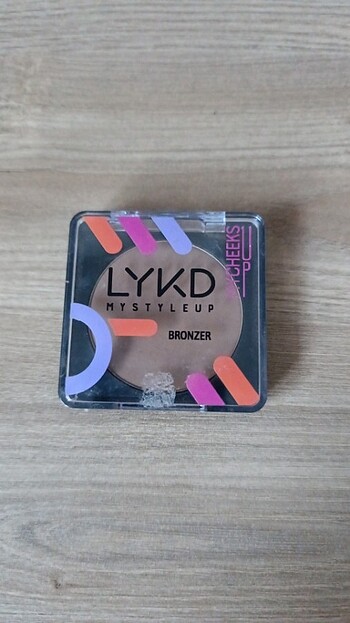 LYKD
MYSTYLEUP
BRONZER
CHEEKS
UP